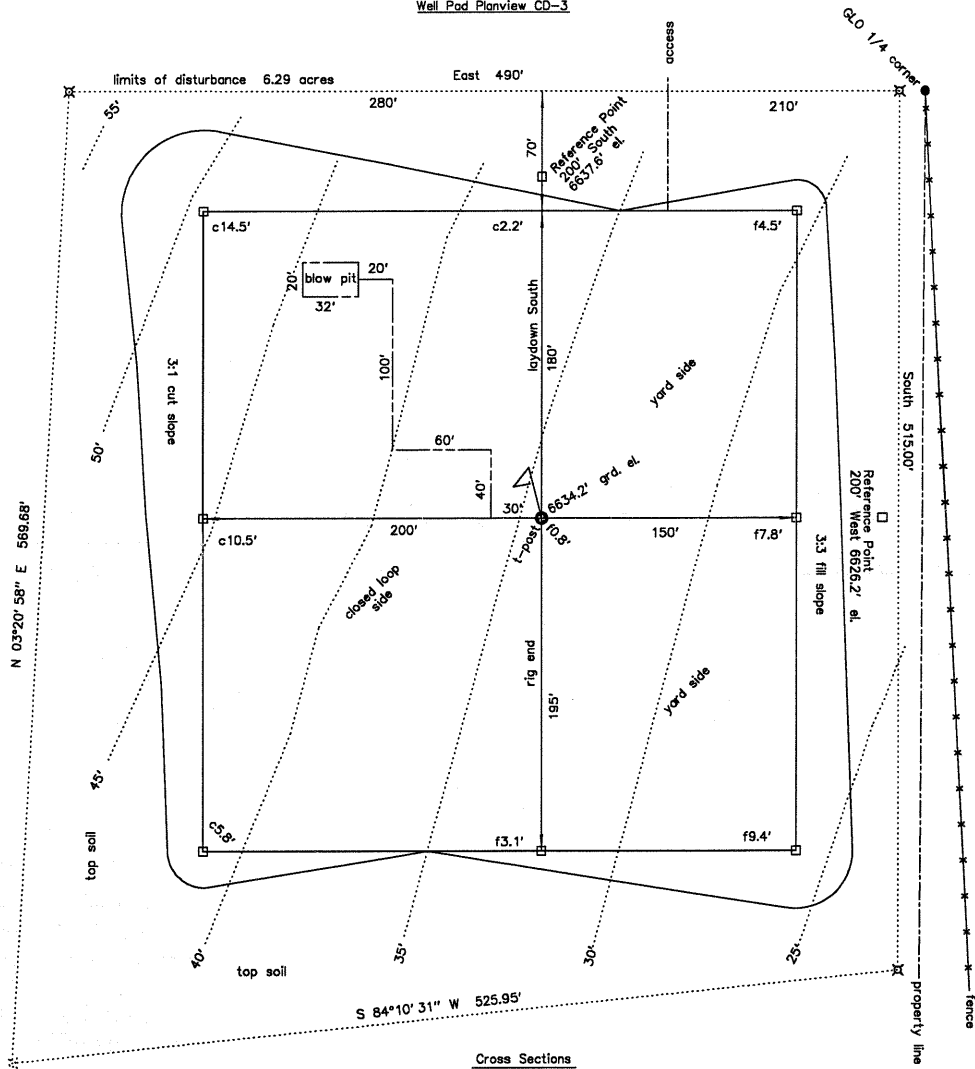 Well Pad Planview CD-3
GLO 1/4 corner
access
limits of disturbance 6.29 acres
East 490'
55'
280'
210'
70'
Reference Point
200' South
6637.6' el.
c14.5'
c2.2'
f4.5'
20'
blow pit
20'
32'
laydown South
180'
100'
yard side
3:1 cut slope
South 515.00'
50'
60'
40'
6634.2' grd. el.
Reference Point
200' West 6626.2' el.
30'
t-post
f0.8'
c10.5'
200'
150'
f7.8'
3:3 fill slope
N 03°20' 58" E 569.68'
closed loop
side
rig end
195'
yard side
45'
c5.8'
f3.1'
f9.4'
top soil
40'
35'
30'
25'
top soil
S 84°10' 31" W 525.95'
property line
fence
Cross Sections